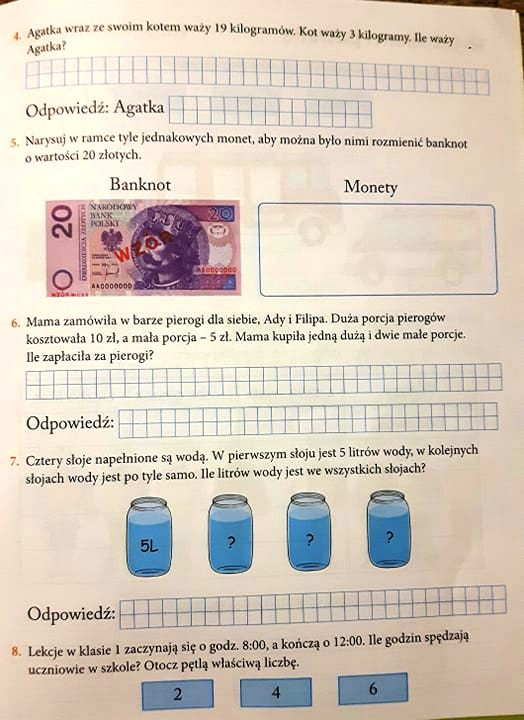 4. Agatka wraz ze swoim kotem waży 19 kilogramów. Kot waży 3 kilogramy. Ile waży
Agatka?
Odpowiedź: Agatka
5. Narysuj w ramce tyle jednakowych monet, aby można było nimi rozmienić banknot
o wartości 20 złotych.
Banknot
Monety
20
DWADZIEŚCIA ZŁOTYCH
NARODOWY
BANK
POLSKI
20
WZÓR
AA0000000
AA0000000
6. Mama zamówiła w barze pierogi dla siebie, Ady i Filipa. Duża porcja pierogów
kosztowała 10 zł, a mała porcja – 5 zł. Mama kupiła jedną dużą i dwie małe porcje.
Ile zapłaciła za pierogi?
Odpowiedź:
7. Cztery słoje napełnione są wodą. W pierwszym słoju jest 5 litrów wody, w kolejnych
słojach wody jest po tyle samo. Ile litrów wody jest we wszystkich słojach?
5L ? ? ?
Odpowiedź:
8. Lekcje w klasie 1 zaczynają się o godz. 8:00, a kończą o 12:00. Ile godzin spędzają
uczniowie w szkole? Otocz pętlą właściwą liczbę.
2 4 6